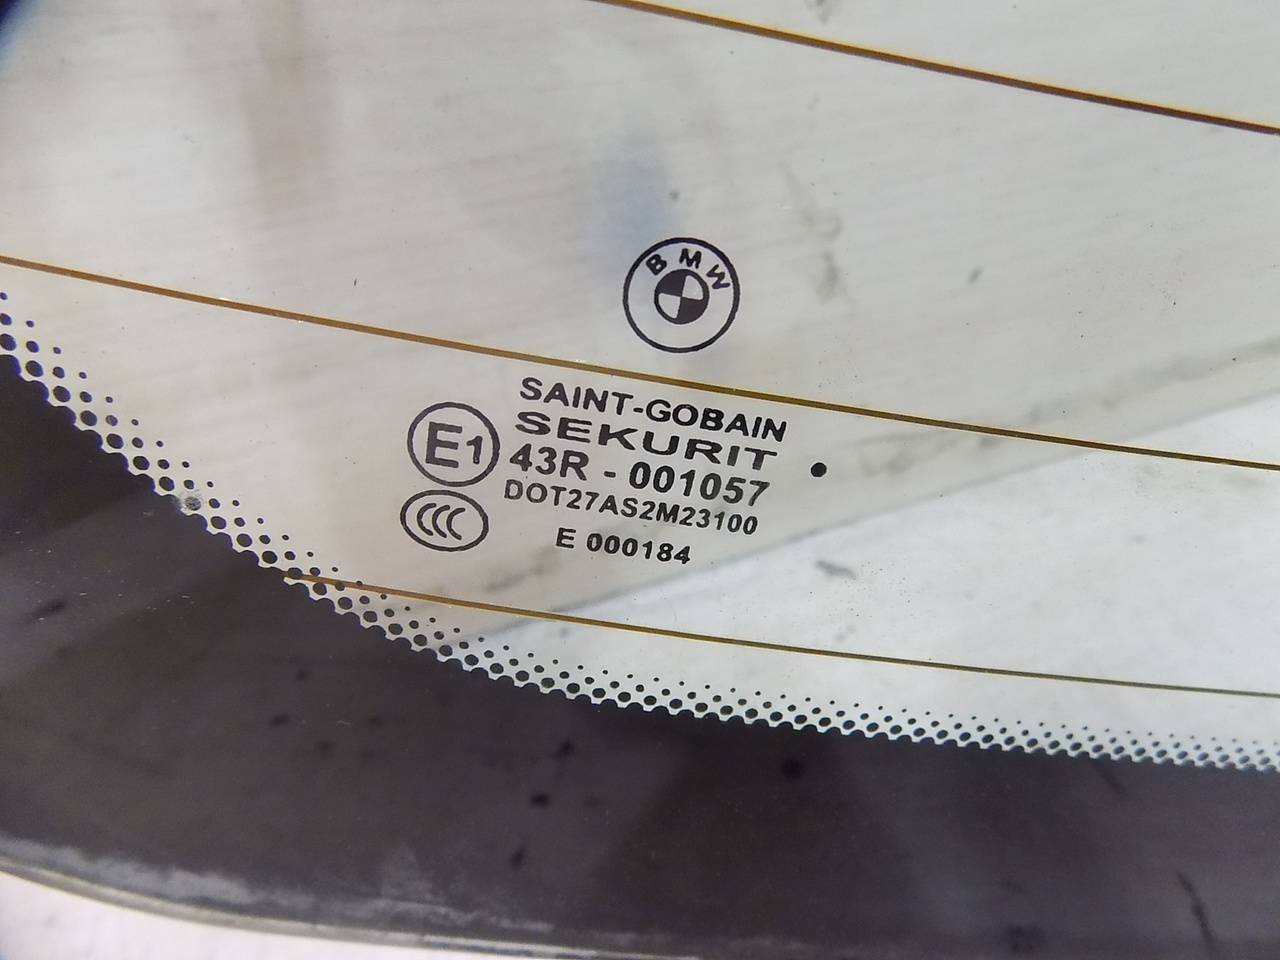 BMW
SAINT-GOBAIN
SEKURIT
E1
43R - 001057
DOT27AS2M23100
CCC
E 000184